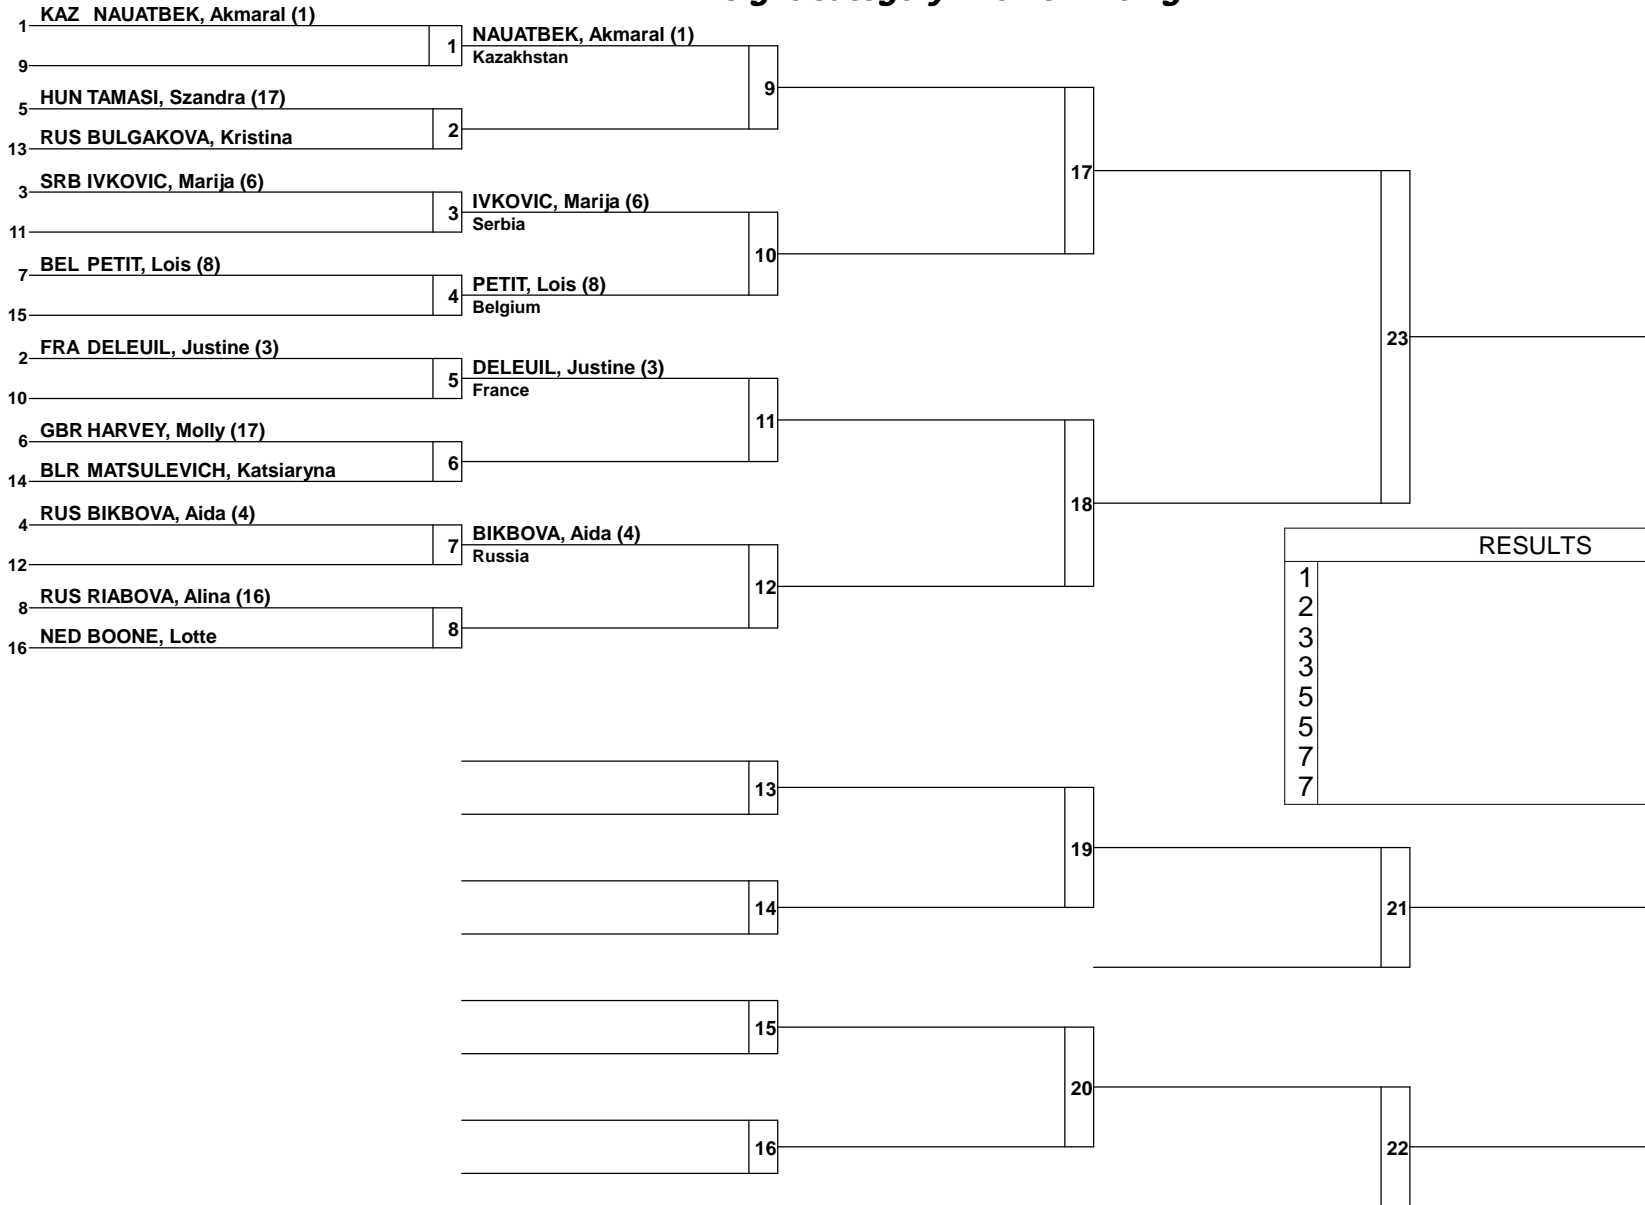 KAZ NAUATBEK, Akmaral (1)
1
9
1
NAUATBEK, Akmaral (1)
Kazakhstan
9
HUN TAMASI, Szandra (17)
5
RUS BULGAKOVA, Kristina
13
2
17
SRB IVKOVIC, Marija (6)
3
11
3
IVKOVIC, Marija (6)
Serbia
10
BEL PETIT, Lois (8)
7
15
4
PETIT, Lois (8)
Belgium
23
FRA DELEUIL, Justine (3)
2
10
5
DELEUIL, Justine (3)
France
11
GBR HARVEY, Molly (17)
6
BLR MATSULEVICH, Katsiaryna
14
6
18
RUS BIKBOVA, Aida (4)
4
12
7
BIKBOVA, Aida (4)
Russia
12
RUS RIABOVA, Alina (16)
8
NED BOONE, Lotte
16
8
RESULTS
1
2
3
3
5
5
7
7
13
19
14
21
15
20
16
22